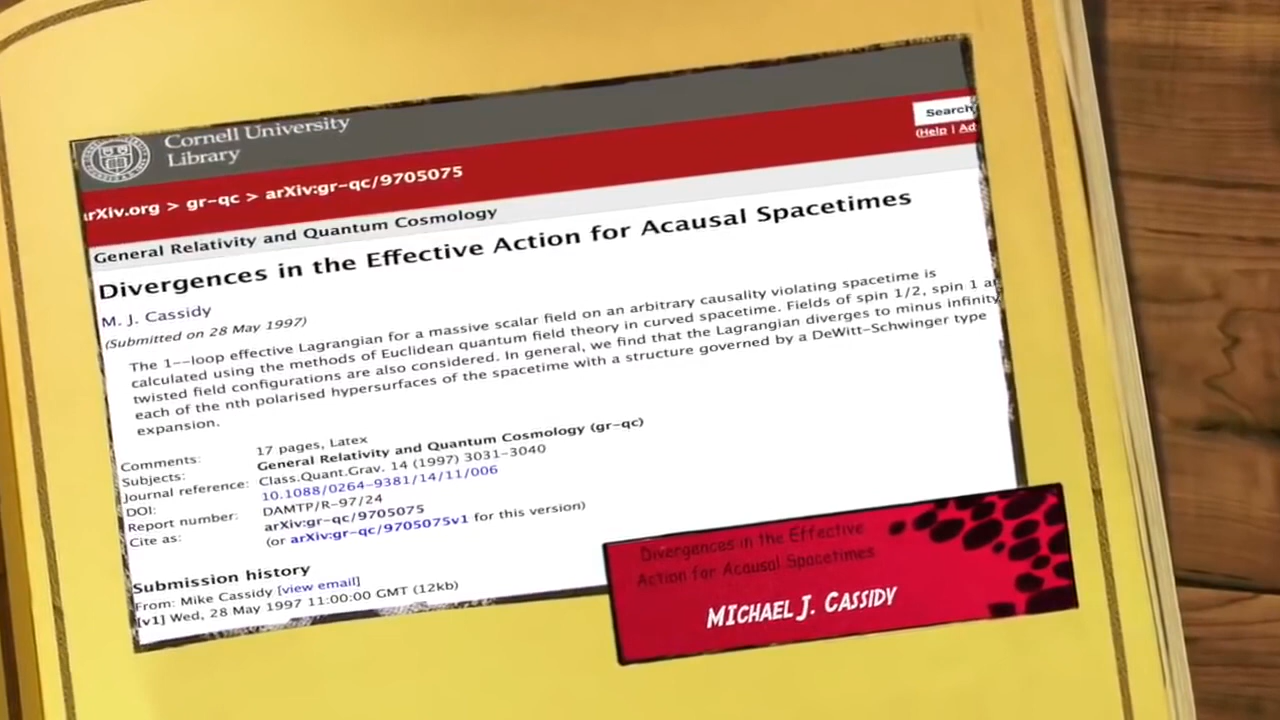 Cornell University
Library
Search
(Help | Ad
arXiv.org > gr-qc > arXiv:gr-qc/9705075
General Relativity and Quantum Cosmology
Divergences in the Effective Action for Acausal Spacetimes
M. J. Cassidy
(Submitted on 28 May 1997)
The 1--loop effective Lagrangian for a massive scalar field on an arbitrary causality violating spacetime is
calculated using the methods of Euclidean quantum field theory in curved spacetime. Fields of spin 1/2, spin 1 a
twisted field configurations are also considered. In general, we find that the Lagrangian diverges to minus infinity
each of the nth polarised hypersurfaces of the spacetime with a structure governed by a DeWitt-Schwinger type
expansion.
Comments: 17 pages, Latex
Subjects: General Relativity and Quantum Cosmology (gr-qc)
Journal reference: Class.Quant.Grav. 14 (1997) 3031-3040
DOI: 10.1088/0264-9381/14/11/006
Report number: DAMTP/R-97/24
Cite as: arXiv:gr-qc/9705075
(or arXiv:gr-qc/9705075v1 for this version)
Submission history
From: Mike Cassidy [view email]
[v1] Wed, 28 May 1997 11:00:00 GMT (12kb)
Divergences in the Effective
Action for Acausal Spacetimes
MICHAEL J. CASSIDY